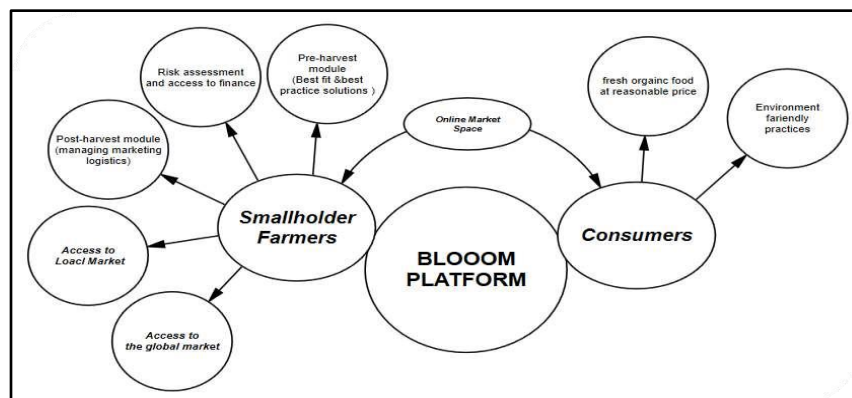 Risk assessment
and access to finance
Pre-harvest module
(Best fit &best
practice solutions )
Post-harvest module
(managing marketing
logistics)
Access to
Loacl Market
Access to
the global market
Smallholder
Farmers
Online Market
Space
BLOOOM
PLATFORM
Consumers
fresh orgainc food
at reasonable price
Environment
fariendly
practices